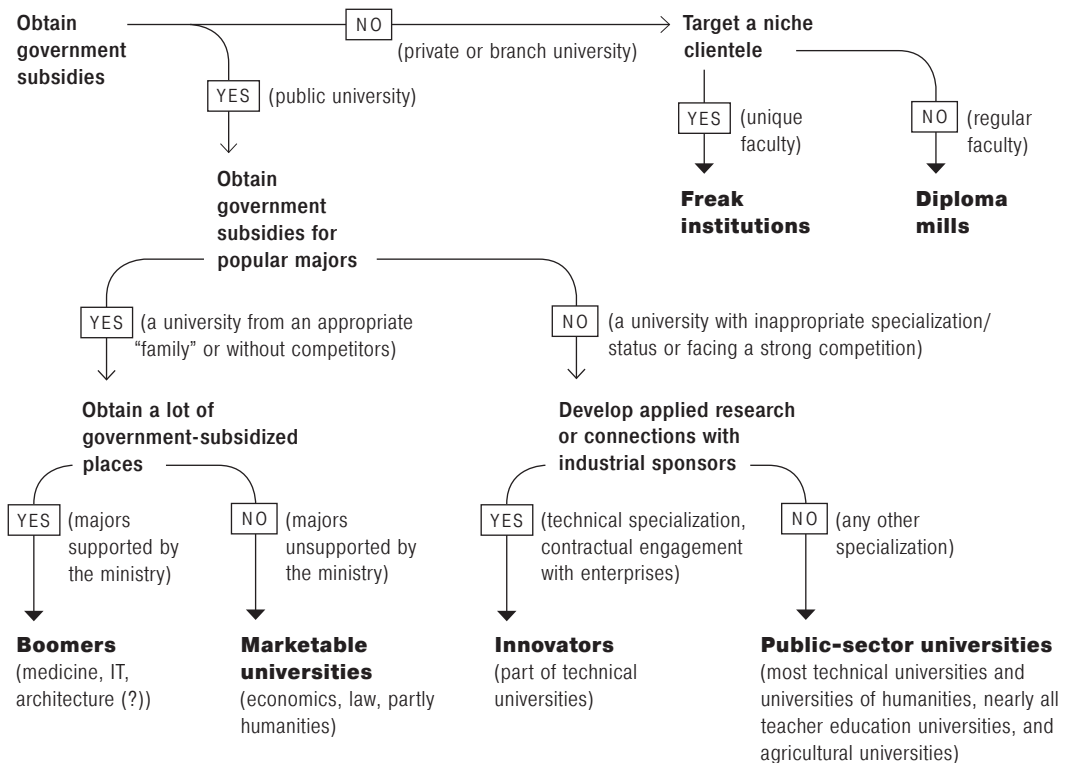 Obtain
government
subsidies
NO
(private or branch university)
Target a niche
clientele
YES
(public university)
YES
(unique
faculty)
NO
(regular
faculty)
Freak
institutions
Diploma
mills
Obtain
government
subsidies for
popular majors
YES
(a university from an appropriate
“family” or without competitors)
NO
(a university with inappropriate specialization/
status or facing a strong competition)
Obtain a lot of
government-subsidized
places
Develop applied research
or connections with
industrial sponsors
YES
(majors
supported by
the ministry)
NO
(majors
unsupported by
the ministry)
YES
(technical specialization,
contractual engagement
with enterprises)
NO
(any other
specialization)
Boomers
(medicine, IT,
architecture (?))
Marketable
universities
(economics, law, partly
humanities)
Innovators
(part of technical
universities)
Public-sector universities
(most technical universities and
universities of humanities, nearly all
teacher education universities, and
agricultural universities)